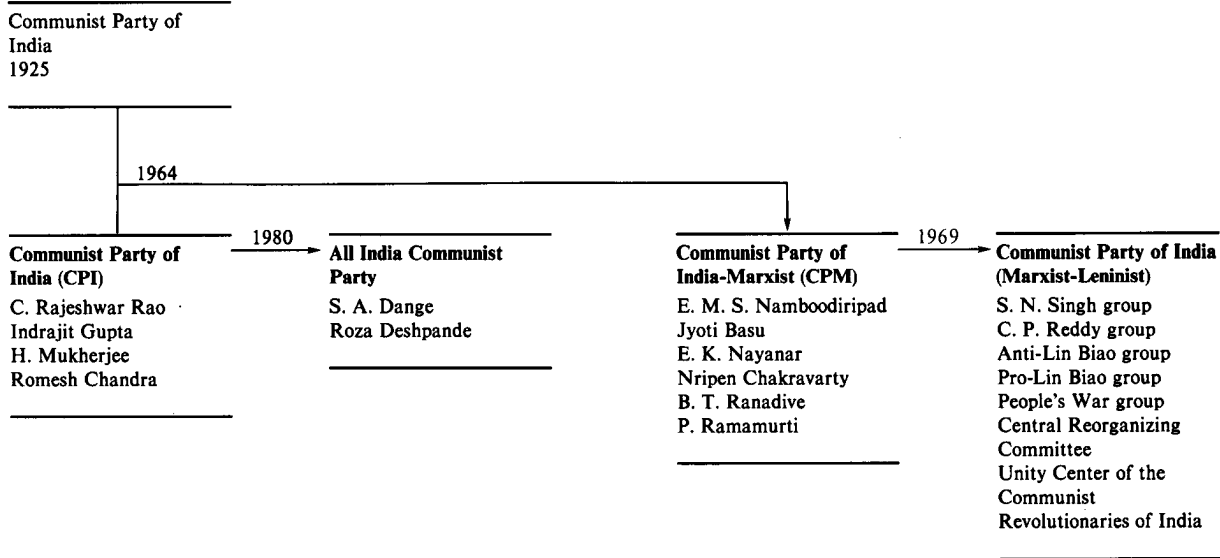 Communist Party of
India
1925
1964
Communist Party of
India (CPI)
C. Rajeshwar Rao
Indrajit Gupta
H. Mukherjee
Romesh Chandra
1980
All India Communist
Party
S. A. Dange
Roza Deshpande
Communist Party of
India-Marxist (CPM)
E. M. S. Namboodiripad
Jyoti Basu
E. K. Nayanar
Nripen Chakravarty
B. T. Ranadive
P. Ramamurti
1969
Communist Party of India
(Marxist-Leninist)
S. N. Singh group
C. P. Reddy group
Anti-Lin Biao group
Pro-Lin Biao group
People's War group
Central Reorganizing
Committee
Unity Center of the
Communist
Revolutionaries of India